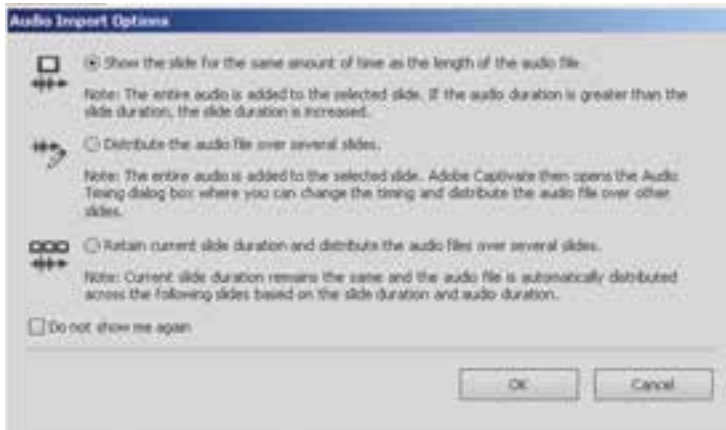 Audio Import Options
Show the slide for the same amount of time as the length of the audio file.
Note: The entire audio is added to the selected slide. If the audio duration is greater than the
slide duration, the slide duration is increased.
Distribute the audio file over several slides.
Note: The entire audio is added to the selected slide. Adobe Captivate then opens the Audio
Timing dialog box where you can change the timing and distribute the audio file over other
slides.
Retain current slide duration and distribute the audio files over several slides.
Note: Current slide duration remains the same and the audio file is automatically distributed
across the following slides based on the slide duration and audio duration.
Do not show me again
OK
Cancel